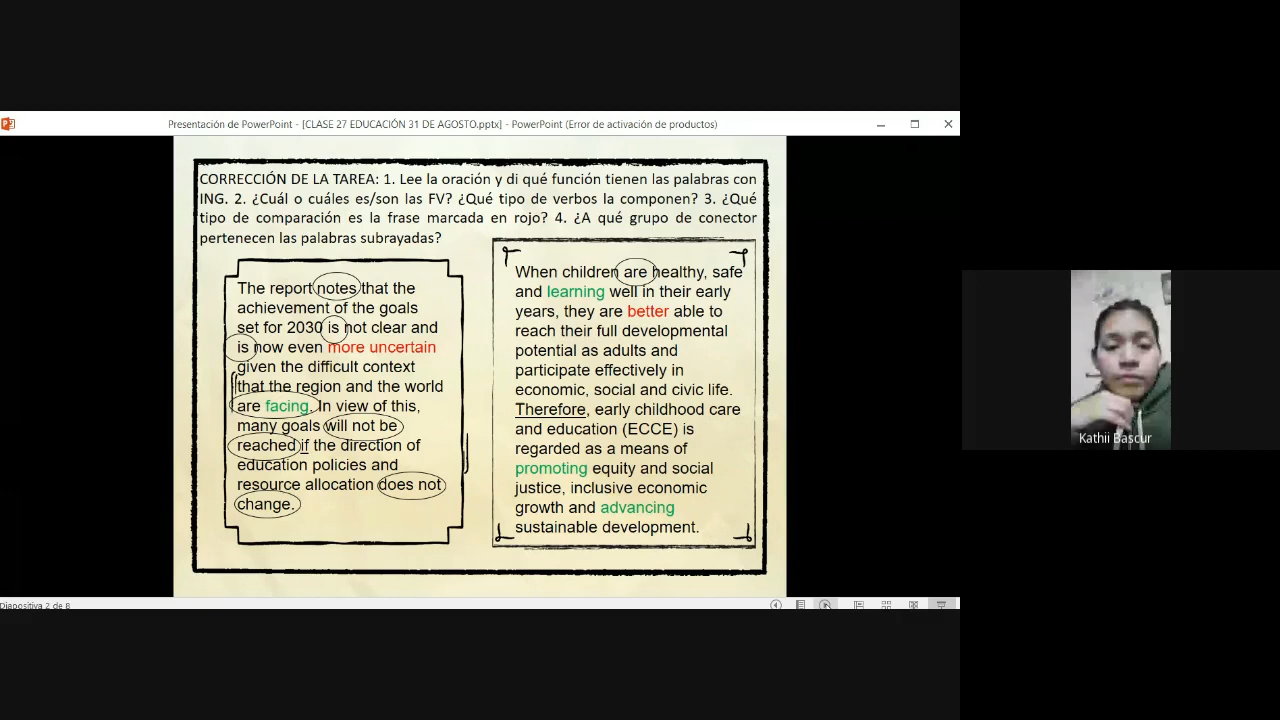 Presentación de PowerPoint - [CLASE 27 EDUCACIÓN 31 DE AGOSTO.pptx] - PowerPoint (Error de activación de productos)
CORRECCIÓN DE LA TAREA: 1. Lee la oración y di qué función tienen las palabras con
ING. 2. ¿Cuál o cuáles es/son las FV? ¿Qué tipo de verbos la componen? 3. ¿Qué
tipo de comparación es la frase marcada en rojo? 4. ¿A qué grupo de conector
pertenecen las palabras subrayadas?
The report notes that the
achievement of the goals
set for 2030 is not clear and
is now even more uncertain
given the difficult context
that the region and the world
are facing. In view of this,
many goals will not be
reached if the direction of
education policies and
resource allocation does not
change.
When children are healthy, safe
and learning well in their early
years, they are better able to
reach their full developmental
potential as adults and
participate effectively in
economic, social and civic life.
Therefore, early childhood care
and education (ECCE) is
regarded as a means of
promoting equity and social
justice, inclusive economic
growth and advancing
sustainable development.
Kathii Bascur
Diapositiva 2 de 8